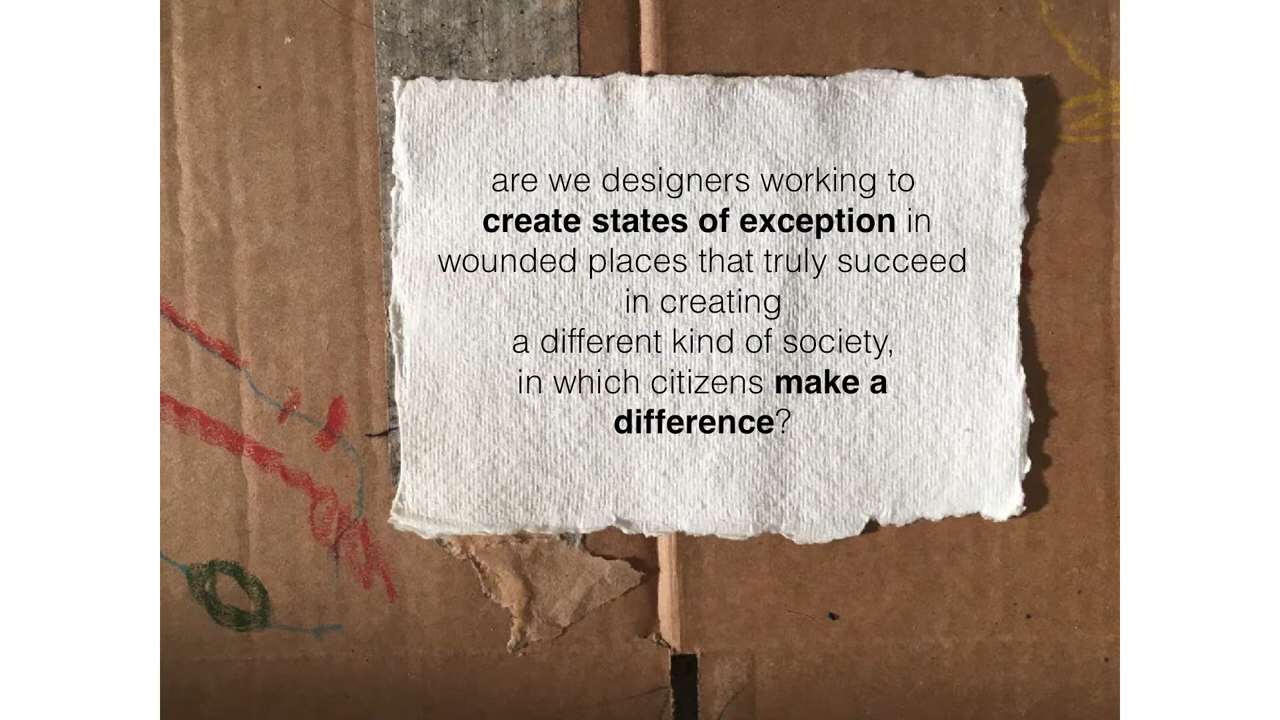 are we designers working to
create states of exception in
wounded places that truly succeed
in creating
a different kind of society,
in which citizens make a
difference?